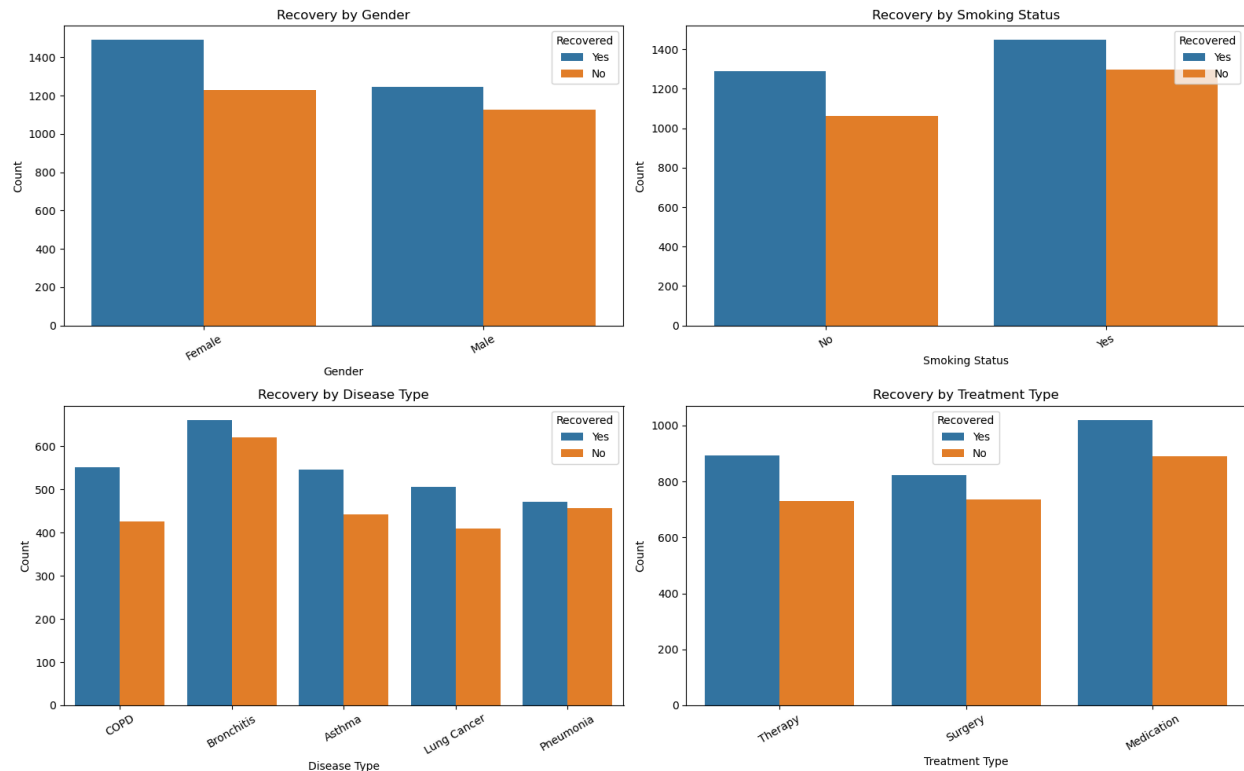 Recovery by Gender
1400
1200
1000
800
600
400
200
0
Count
Recovered
Yes
No
Female
Male
Gender
Recovery by Smoking Status
1400
1200
1000
800
600
400
200
0
Count
Recovered
Yes
No
No
Yes
Smoking Status
Recovery by Disease Type
600
500
400
300
200
100
0
Count
Recovered
Yes
No
COPD
Bronchitis
Asthma
Lung Cancer
Pneumonia
Disease Type
Recovery by Treatment Type
1000
800
600
400
200
0
Count
Recovered
Yes
No
Therapy
Surgery
Medication
Treatment Type